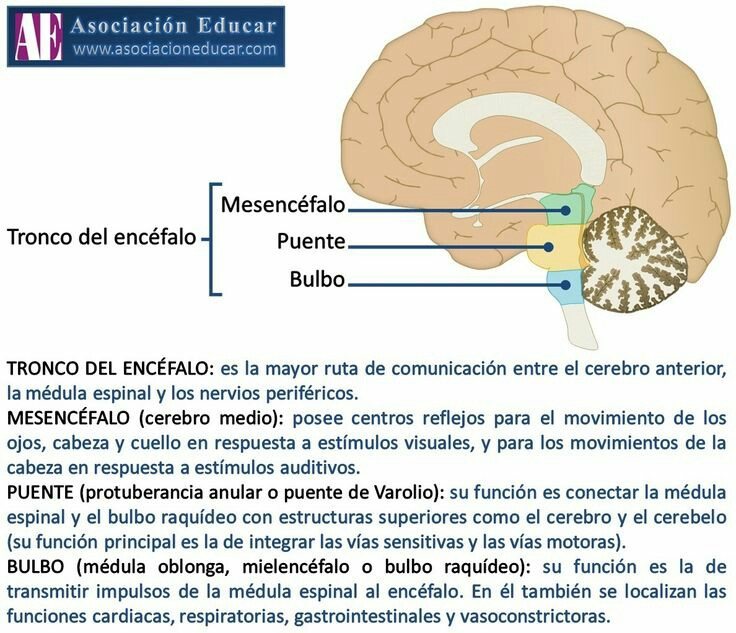 AE Asociación Educar
www.asociacioneducar.com
Tronco del encéfalo
Mesencéfalo
Puente
Bulbo
TRONCO DEL ENCÉFALO: es la mayor ruta de comunicación entre el cerebro anterior,
la médula espinal y los nervios periféricos.
MESENCÉFALO (cerebro medio): posee centros reflejos para el movimiento de los
ojos, cabeza y cuello en respuesta a estímulos visuales, y para los movimientos de la
cabeza en respuesta a estímulos auditivos.
PUENTE (protuberancia anular o puente de Varolio): su función es conectar la médula
espinal y el bulbo raquídeo con estructuras superiores como el cerebro y el cerebelo
(su función principal es la de integrar las vías sensitivas y las vías motoras).
BULBO (médula oblonga, mielencéfalo o bulbo raquídeo): su función es la de
transmitir impulsos de la médula espinal al encéfalo. En él también se localizan las
funciones cardiacas, respiratorias, gastrointestinales y vasoconstrictoras.